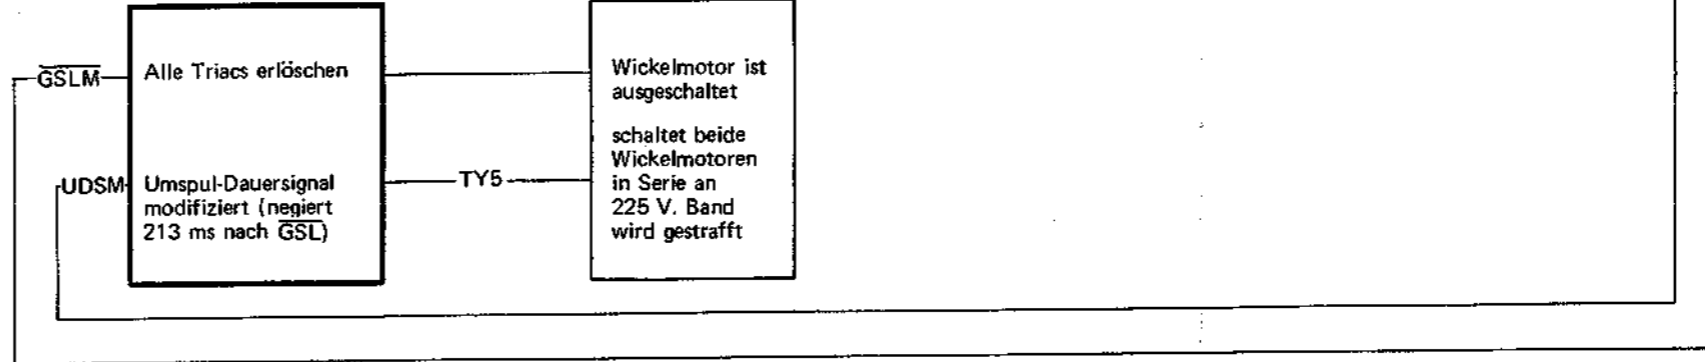 GSLM
Alle Triacs erlöschen
UDSM
Umspul-Dauersignal
modifiziert (negiert
213 ms nach GSL)
TY5
Wickelmotor ist
ausgeschaltet
schaltet beide
Wickelmotoren
in Serie an
225 V. Band
wird gestrafft